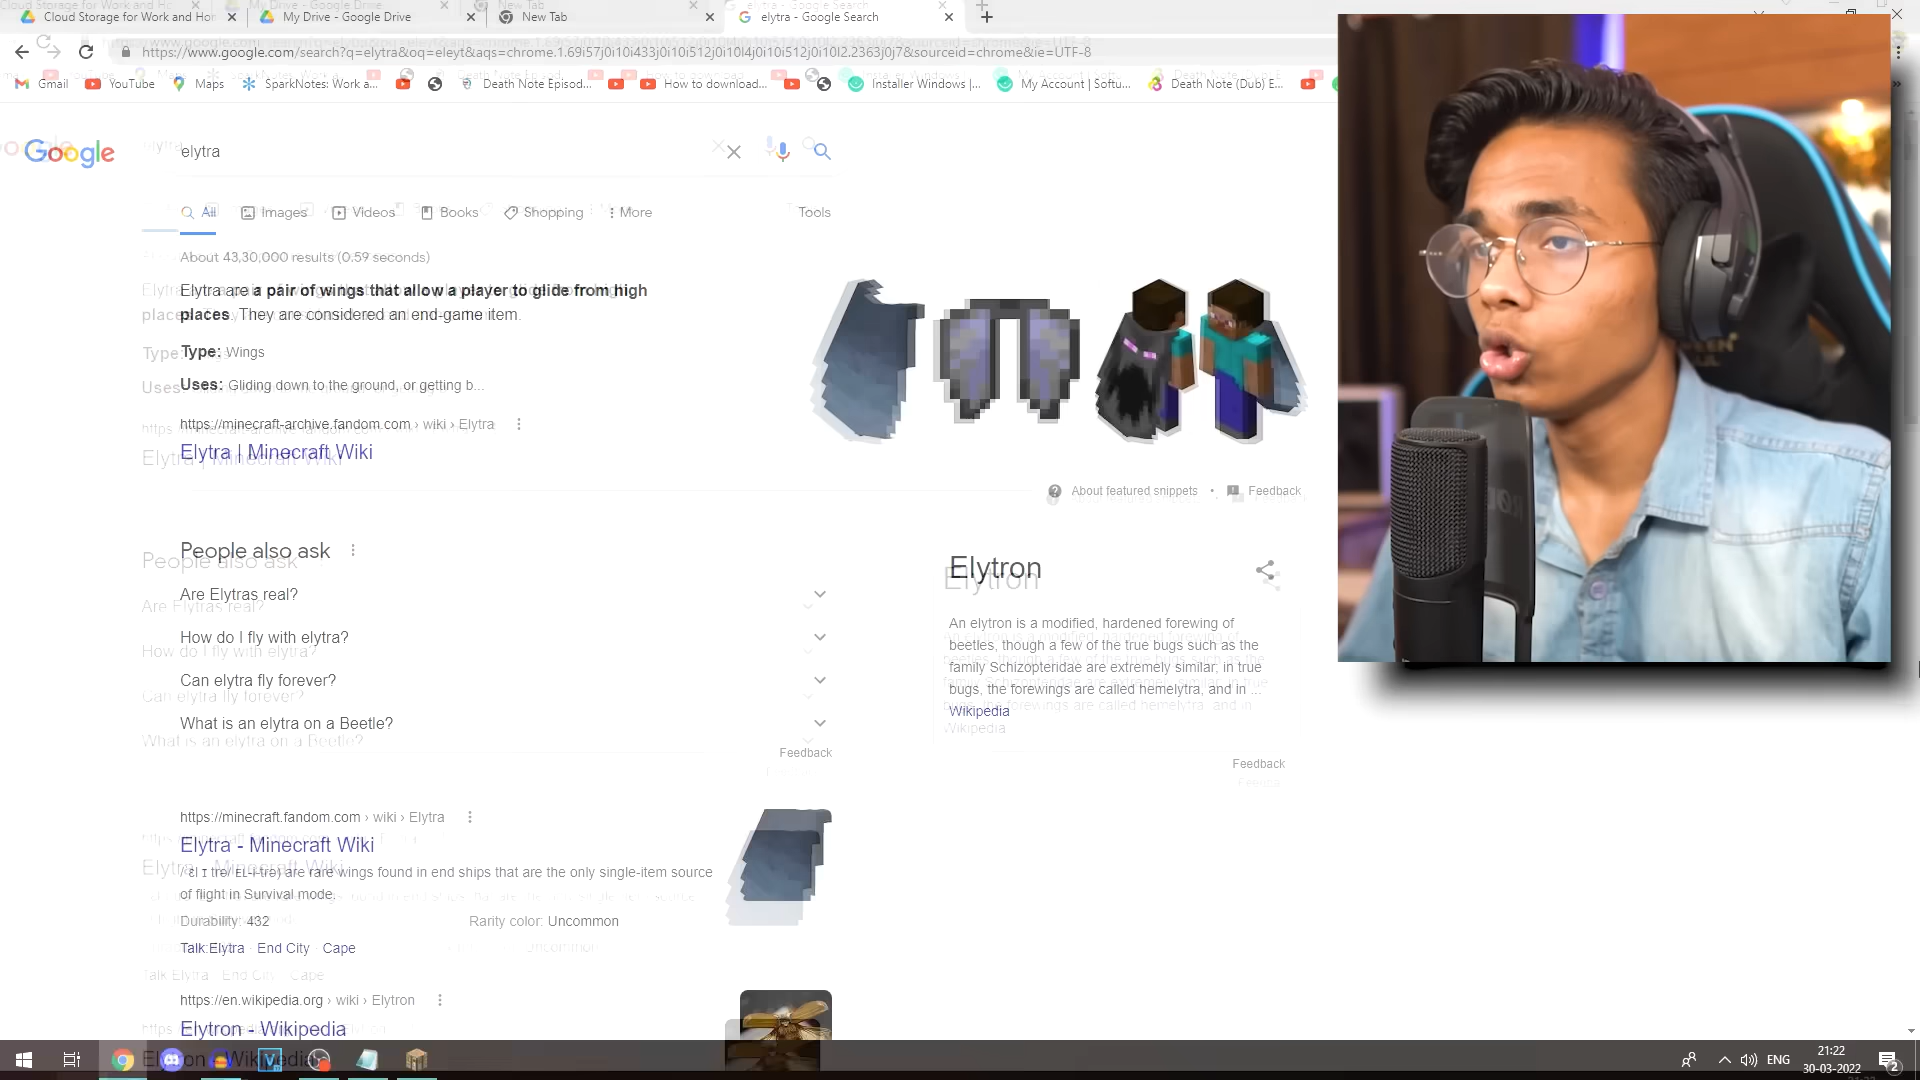 Cloud Storage for Work and Hom
My Drive - Google Drive
New Tab
elytra - Google Search
https://www.google.com/search?q=elytra&oq=eleyt&aqs=chrome.1.69i57j0i10i433j0i10i512j0i10l4j0i10i512j0i10l2.2363j0j7&sourceid=chrome&ie=UTF-8
Gmail
YouTube
Maps
SparkNotes: Work a...
Death Note Episod...
How to download...
Installer Windows |...
My Account | Softu...
Death Note (Dub) E...
Google
elytra
All
Images
Videos
Books
Shopping
More
Tools
About 43,30,000 results (0.59 seconds)
Elytra are a pair of wings that allow a player to glide from high
places. They are considered an end-game item.
Type: Wings
Uses: Gliding down to the ground, or getting b...
https://minecraft-archive.fandom.com › wiki › Elytra
Elytra | Minecraft Wiki
About featured snippets • Feedback
People also ask
Are Elytras real?
How do I fly with elytra?
Can elytra fly forever?
What is an elytra on a Beetle?
Feedback
Elytron
An elytron is a modified, hardened forewing of
beetles, though a few of the true bugs such as the
family Schizopteridae are extremely similar; in true
bugs, the forewings are called hemelytra, and in ...
Wikipedia
Feedback
https://minecraft.fandom.com › wiki › Elytra
Elytra - Minecraft Wiki
are rare wings found in end ships that are the only single-item source
of flight in Survival mode.
Durability: 432
Rarity color: Uncommon
Talk:Elytra · End City · Cape
https://en.wikipedia.org › wiki › Elytron
Elytron - Wikipedia
ENG
21:22
30-03-2022
2